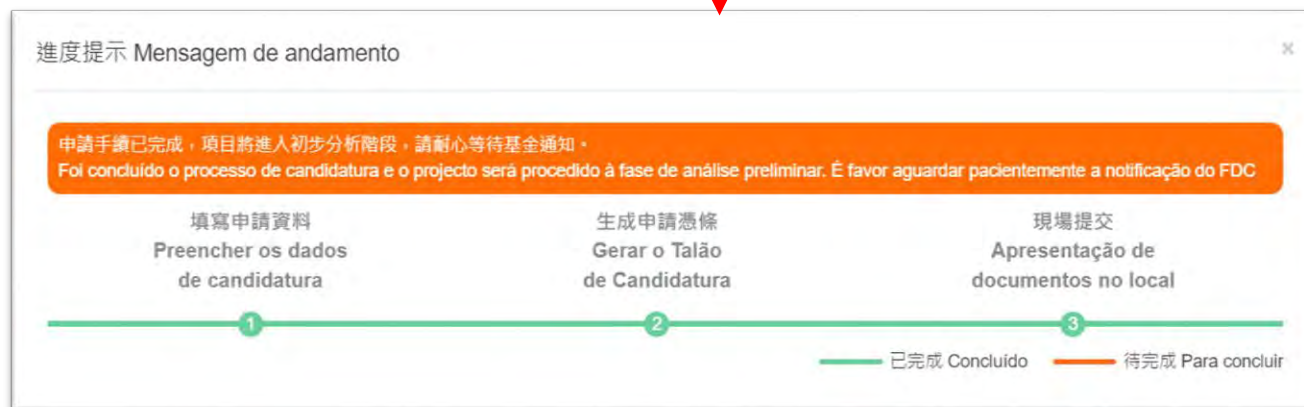 進度提示 Mensagem de andamento
×
申請手續已完成，項目將進入初步分析階段，請耐心等待基金通知。
Foi concluído o processo de candidatura e o projecto será procedido à fase de análise preliminar. É favor aguardar pacientemente a notificação do FDC
填寫申請資料
Preencher os dados
de candidatura
生成申請憑條
Gerar o Talão
de Candidatura
現場提交
Apresentação de
documentos no local
1
2
3
已完成 Concluído
待完成 Para concluir